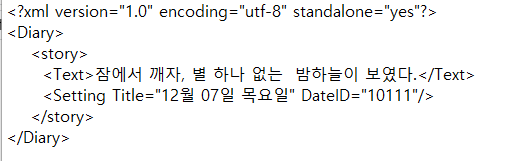 <?xml version="1.0" encoding="utf-8" standalone="yes"?>
<Diary>
<story>
<Text>잠에서 깨자, 별 하나 없는  밤하늘이 보였다.</Text>
<Setting Title="12월 07일 목요일" DateID="10111"/>
</story>
</Diary>